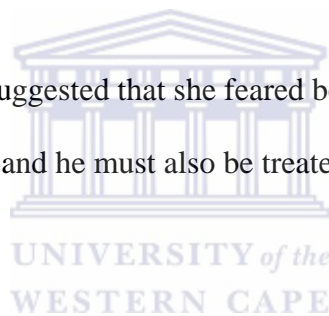 uggested that she feared be
and he must also be treate
UNIVERSITY of the
WESTERN CAPE